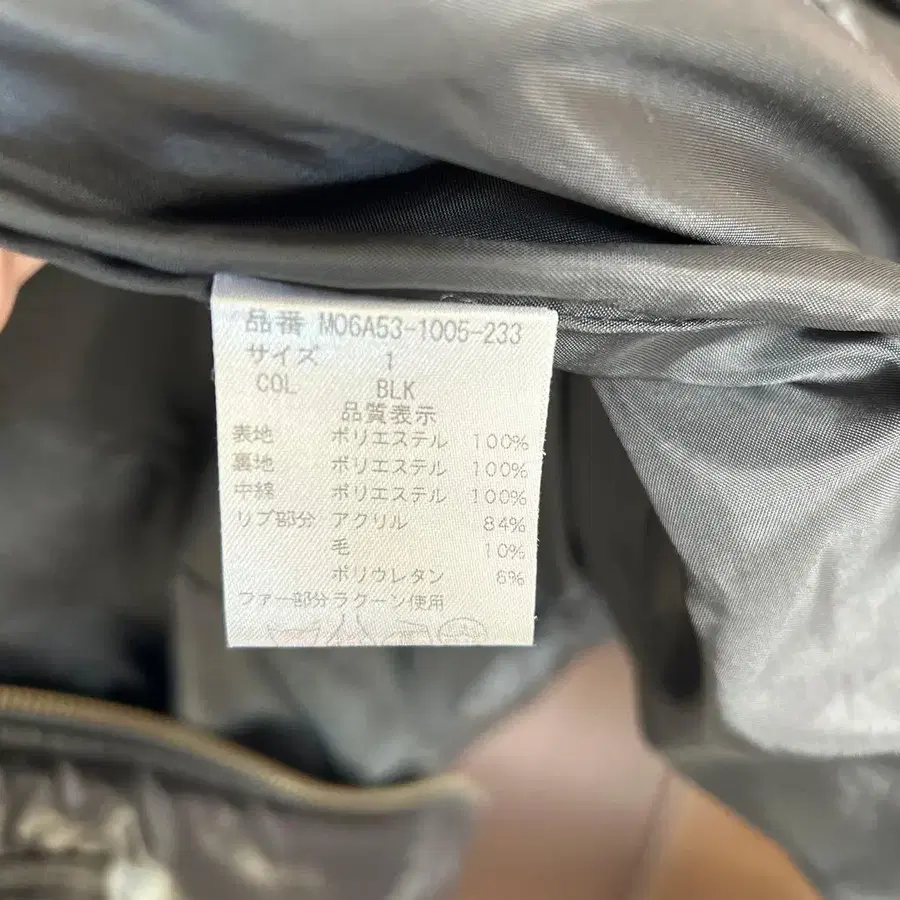 品番 M06A53-1005-233
サイズ 1
COL BLK
品質表示
表地 ポリエステル 100%
裏地 ポリエステル 100%
中綿 ポリエステル 100%
リブ部分 アクリル 84%
毛 10%
ポリウレタン 6%
ファー部分ラクーン使用